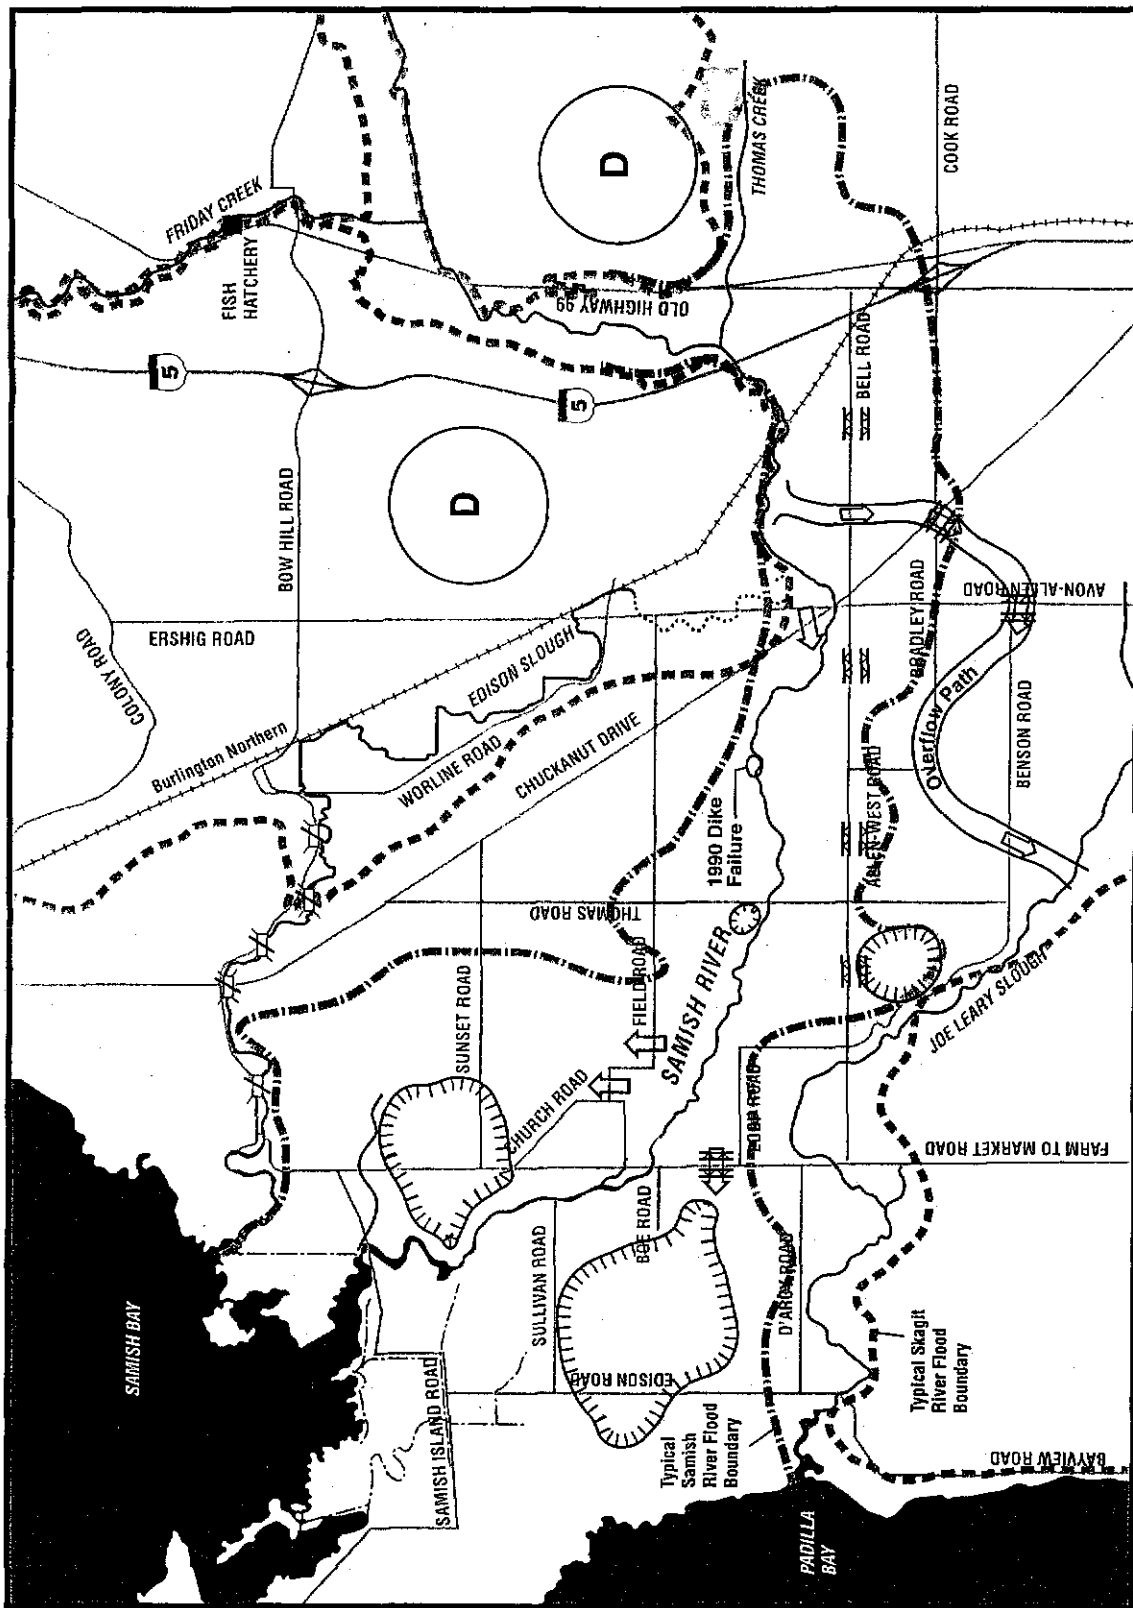 SAMISH BAY
COLONY ROAD
ERSHIG ROAD
Burlington Northern
BOW HILL ROAD
FRIDAY CREEK
FISH
HATCHERY
5
5
D
D
OLD HIGHWAY 99
THOMAS CREEK
COOK ROAD
BELL ROAD
EDISON SLOUGH
WORLINE ROAD
CHUCKANUT DRIVE
THOMAS ROAD
SUNSET ROAD
FIELD ROAD
CHURCH ROAD
SAMISH RIVER
1990 Dike
Failure
BRADLEY ROAD
AVON-ALLEN ROAD
Overflow Path
BENSON ROAD
ALLEN-WEST ROAD
JOE LEARY SLOUGH
LOBE ROAD
FARM TO MARKET ROAD
BOE ROAD
SULLIVAN ROAD
D'ARCY ROAD
EDISON ROAD
SAMISH ISLAND ROAD
Typical
Samish
River Flood
Boundary
Typical Skagit
River Flood
Boundary
BAYVIEW ROAD
PADILLA
BAY